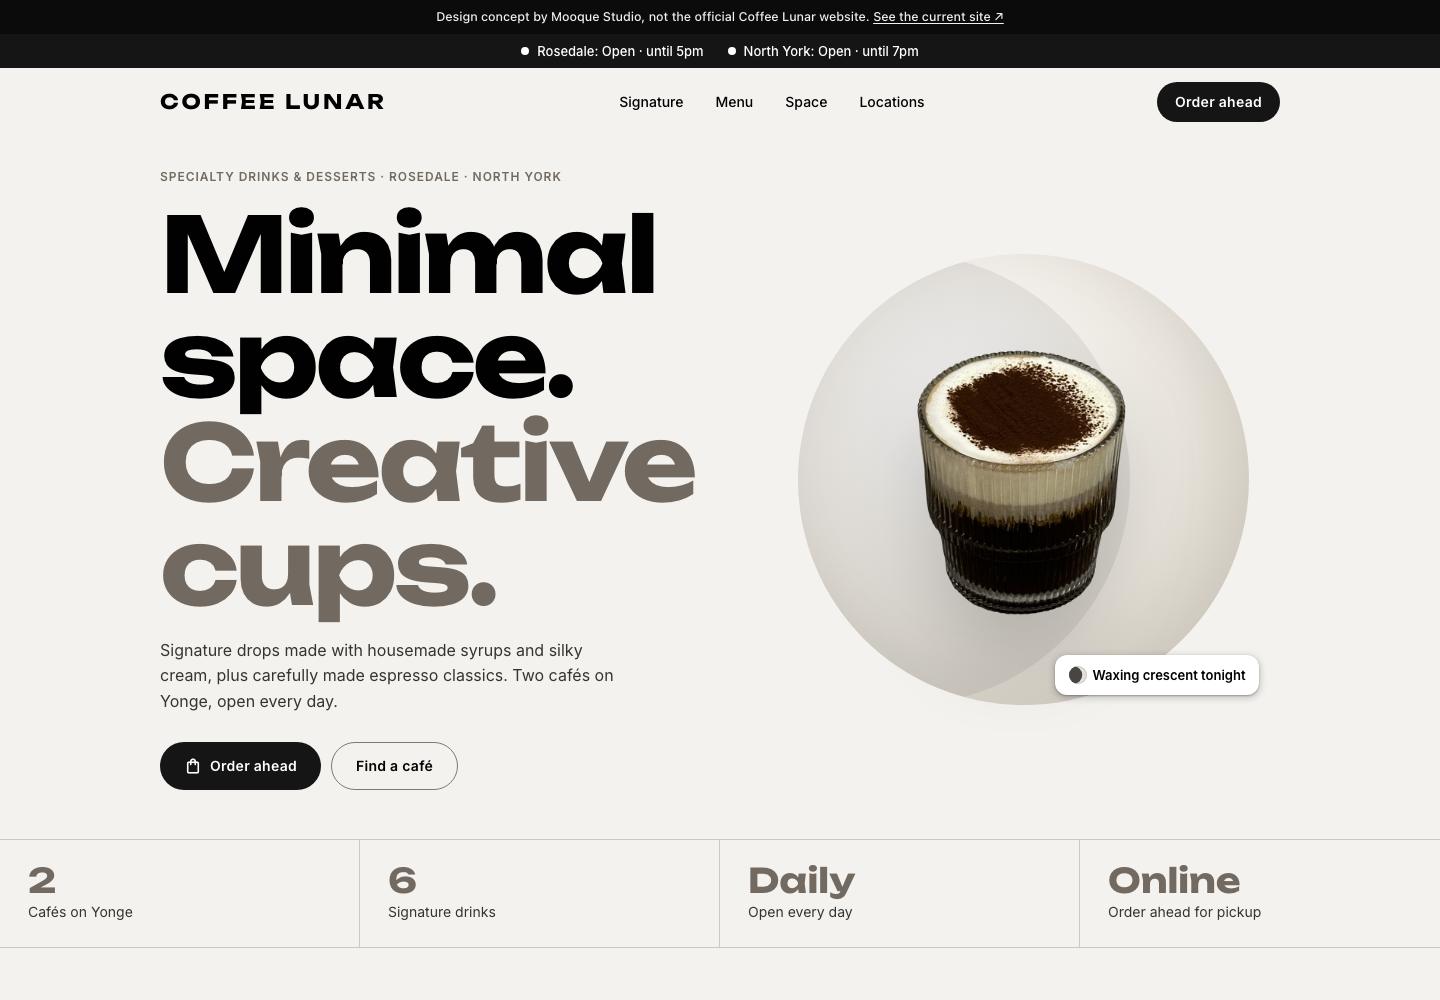 Design concept by Mooque Studio, not the official Coffee Lunar website. See the current site ↗
Rosedale: Open · until 5pm
North York: Open · until 7pm
COFFEE LUNAR
Signature
Menu
Space
Locations
Order ahead
SPECIALTY DRINKS & DESSERTS · ROSEDALE · NORTH YORK
Minimal
space.
Creative
cups.
Signature drops made with housemade syrups and silky
cream, plus carefully made espresso classics. Two cafés on
Yonge, open every day.
Order ahead
Find a café
Waxing crescent tonight
2
Cafés on Yonge
6
Signature drinks
Daily
Open every day
Online
Order ahead for pickup